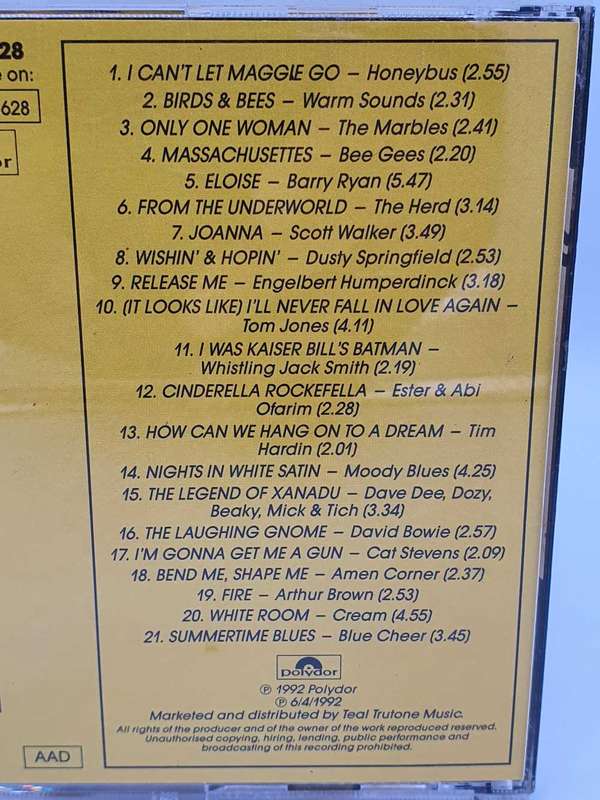 28
e on:
628
or
1. I CAN'T LET MAGGIE GO – Honeybus (2.55)
2. BIRDS & BEES – Warm Sounds (2.31)
3. ONLY ONE WOMAN – The Marbles (2.41)
4. MASSACHUSETTES – Bee Gees (2.20)
5. ELOISE – Barry Ryan (5.47)
6. FROM THE UNDERWORLD – The Herd (3.14)
7. JOANNA – Scott Walker (3.49)
8. WISHIN' & HOPIN' – Dusty Springfield (2.53)
9. RELEASE ME – Engelbert Humperdinck (3.18)
10. (IT LOOKS LIKE) I'LL NEVER FALL IN LOVE AGAIN –
Tom Jones (4.11)
11. I WAS KAISER BILL'S BATMAN –
Whistling Jack Smith (2.19)
12. CINDERELLA ROCKEFELLA – Ester & Abi
Ofarim (2.28)
13. HOW CAN WE HANG ON TO A DREAM – Tim
Hardin (2.01)
14. NIGHTS IN WHITE SATIN – Moody Blues (4.25)
15. THE LEGEND OF XANADU – Dave Dee, Dozy,
Beaky, Mick & Tich (3.34)
16. THE LAUGHING GNOME – David Bowie (2.57)
17. I'M GONNA GET ME A GUN – Cat Stevens (2.09)
18. BEND ME, SHAPE ME – Amen Corner (2.37)
19. FIRE – Arthur Brown (2.53)
20. WHITE ROOM – Cream (4.55)
21. SUMMERTIME BLUES – Blue Cheer (3.45)
polydor
℗ 1992 Polydor
℗ 6/4/1992
Marketed and distributed by Teal Trutone Music.
All rights of the producer and of the owner of the work reproduced reserved.
Unauthorised copying, hiring, lending, public performance and
broadcasting of this recording prohibited.
AAD